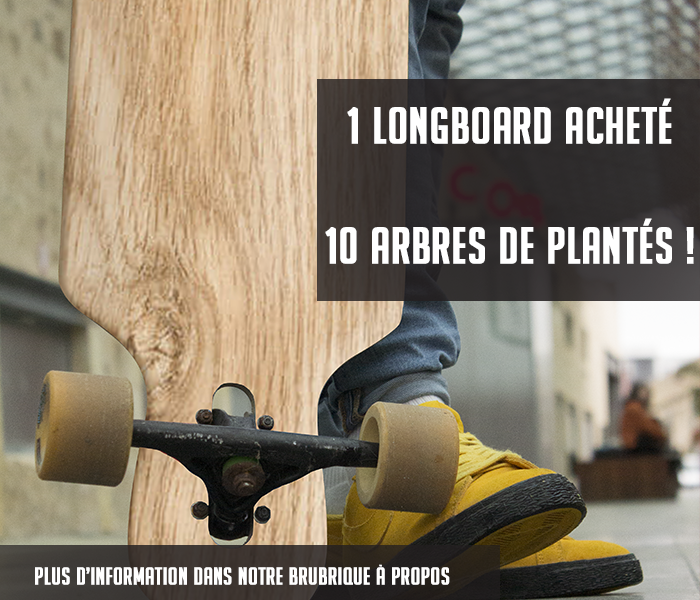 1 LONGBOARD ACHETÉ
10 ARBRES DE PLANTÉS !
PLUS D'INFORMATION DANS NOTRE BRUBRIQUE À PROPOS